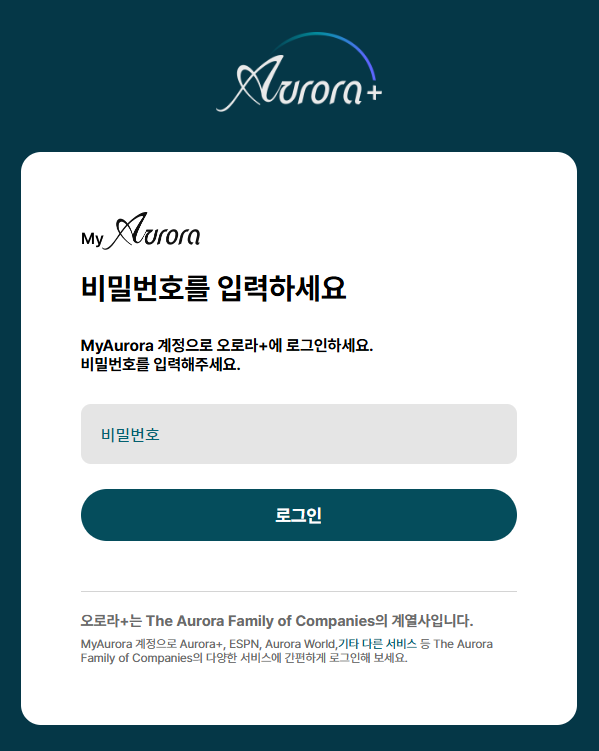 Aurora+
My Aurora
비밀번호를 입력하세요
MyAurora 계정으로 오로라+에 로그인하세요.
비밀번호를 입력해주세요.
비밀번호
로그인
오로라+는 The Aurora Family of Companies의 계열사입니다.
MyAurora 계정으로 Aurora+, ESPN, Aurora World,기타 다른 서비스 등 The Aurora
Family of Companies의 다양한 서비스에 간편하게 로그인해 보세요.